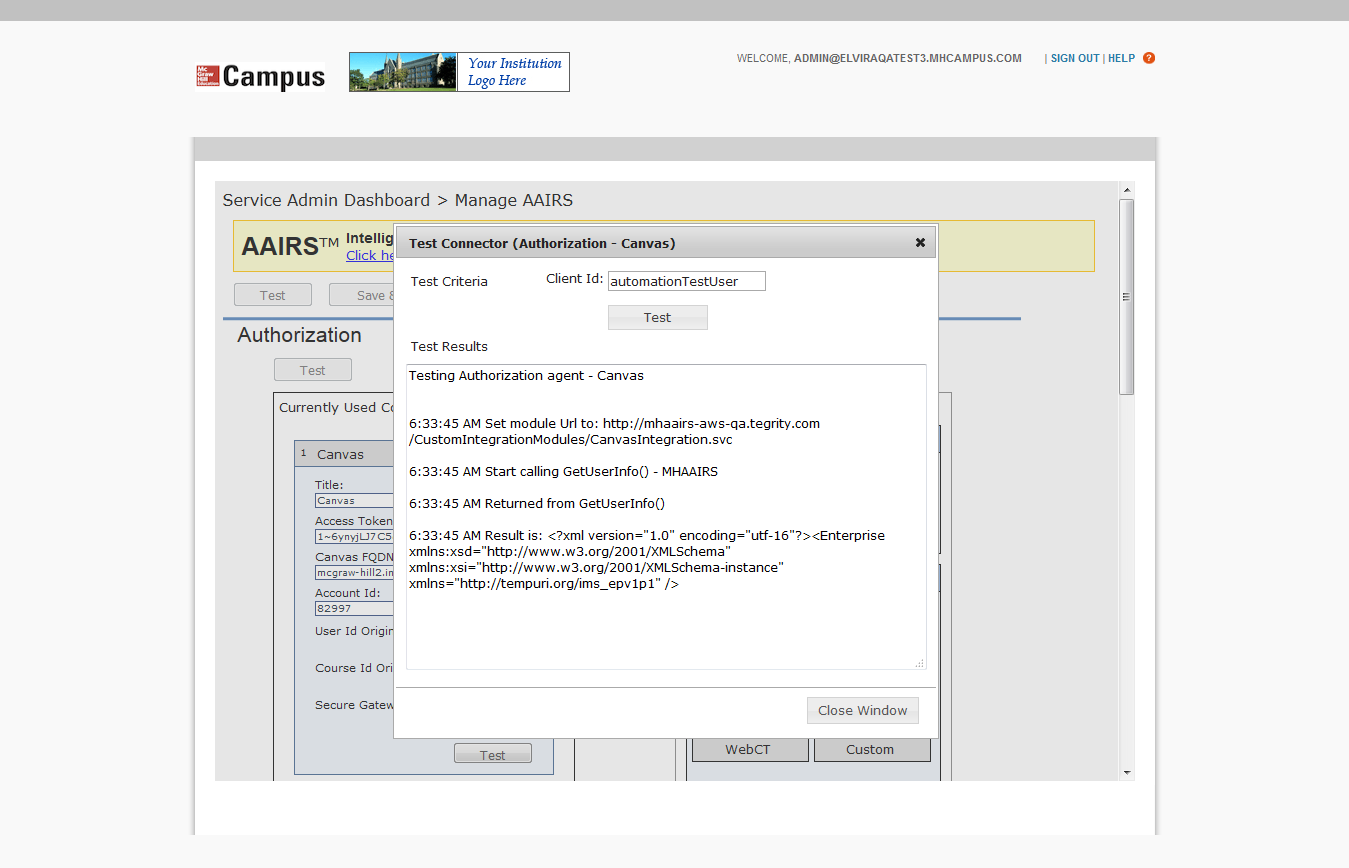 Mc Graw Hill Education
Campus
Your Institution
Logo Here
WELCOME, ADMIN@ELVIRAQATEST3.MHCAMPUS.COM | SIGN OUT | HELP ?
Service Admin Dashboard > Manage AAIRS
AAIRS™ Intellig
Click he
Test Save &
Authorization
Test
Currently Used Co
1 Canvas
Title:
Canvas
Access Token
1~6ynyjLJ7C5
Canvas FQDN
mcgraw-hill2.in
Account Id:
82997
User Id Origin
Course Id Ori
Secure Gatew
Test
Test Connector (Authorization - Canvas)
Test Criteria Client Id: automationTestUser
Test
Test Results
Testing Authorization agent - Canvas
6:33:45 AM Set module Url to: http://mhaairs-aws-qa.tegrity.com
/CustomIntegrationModules/CanvasIntegration.svc
6:33:45 AM Start calling GetUserInfo() - MHAAIRS
6:33:45 AM Returned from GetUserInfo()
6:33:45 AM Result is: <?xml version="1.0" encoding="utf-16"?><Enterprise
xmlns:xsd="http://www.w3.org/2001/XMLSchema"
xmlns:xsi="http://www.w3.org/2001/XMLSchema-instance"
xmlns="http://tempuri.org/ims_epv1p1" />
Close Window
WebCT Custom